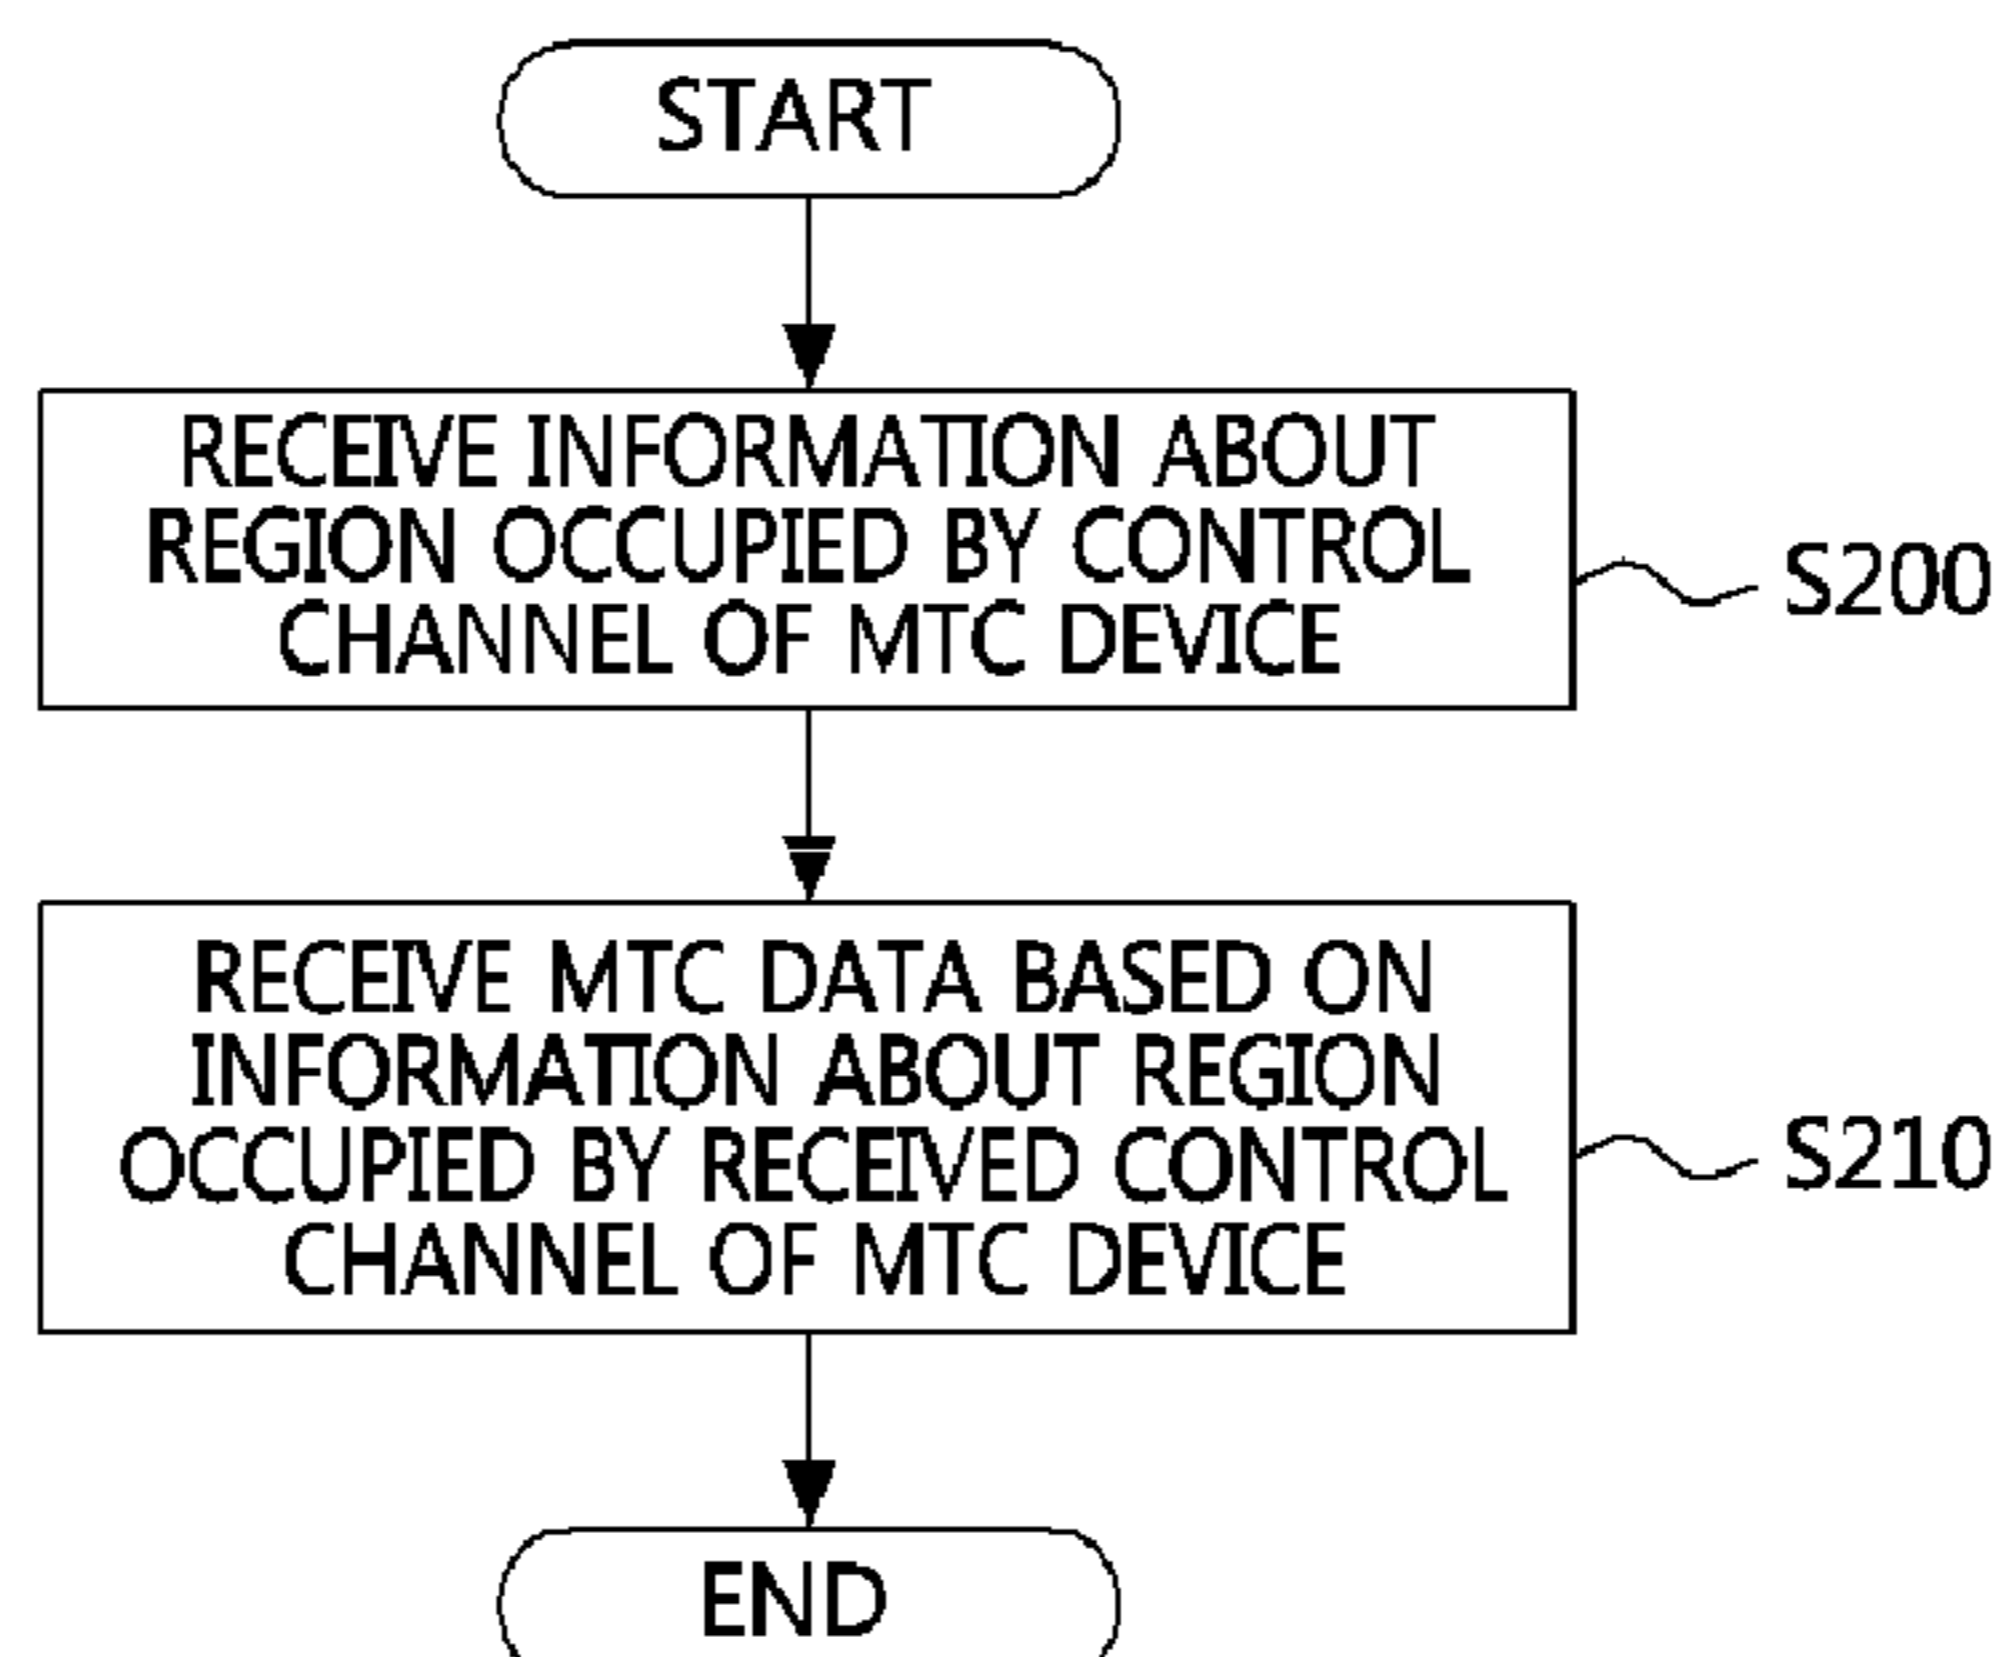 START
RECEIVE INFORMATION ABOUT
REGION OCCUPIED BY CONTROL
CHANNEL OF MTC DEVICE
S200
RECEIVE MTC DATA BASED ON
INFORMATION ABOUT REGION
OCCUPIED BY RECEIVED CONTROL
CHANNEL OF MTC DEVICE
S210
END